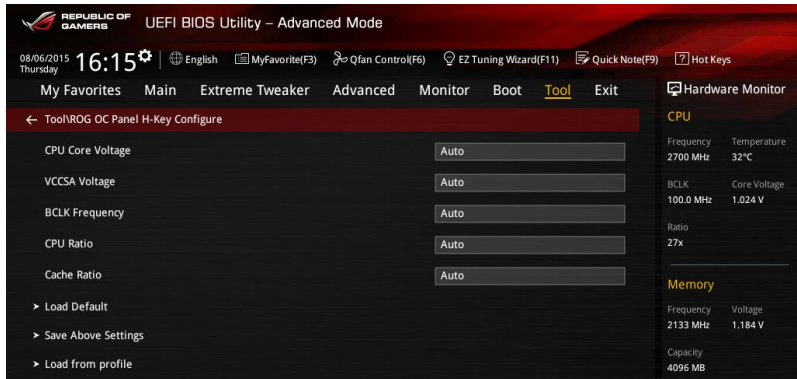 REPUBLIC OF
GAMERS
UEFI BIOS Utility – Advanced Mode
08/06/2015
Thursday
16:15
English
MyFavorite(F3)
Qfan Control(F6)
EZ Tuning Wizard(F11)
Quick Note(F9)
? Hot Keys
My Favorites Main Extreme Tweaker Advanced Monitor Boot Tool Exit
← Tool\ROG OC Panel H-Key Configure
CPU Core Voltage Auto
VCCSA Voltage Auto
BCLK Frequency Auto
CPU Ratio Auto
Cache Ratio Auto
> Load Default
> Save Above Settings
> Load from profile
Hardware Monitor
CPU
Frequency Temperature
2700 MHz 32°C
BCLK Core Voltage
100.0 MHz 1.024 V
Ratio
27x
Memory
Frequency Voltage
2133 MHz 1.184 V
Capacity
4096 MB